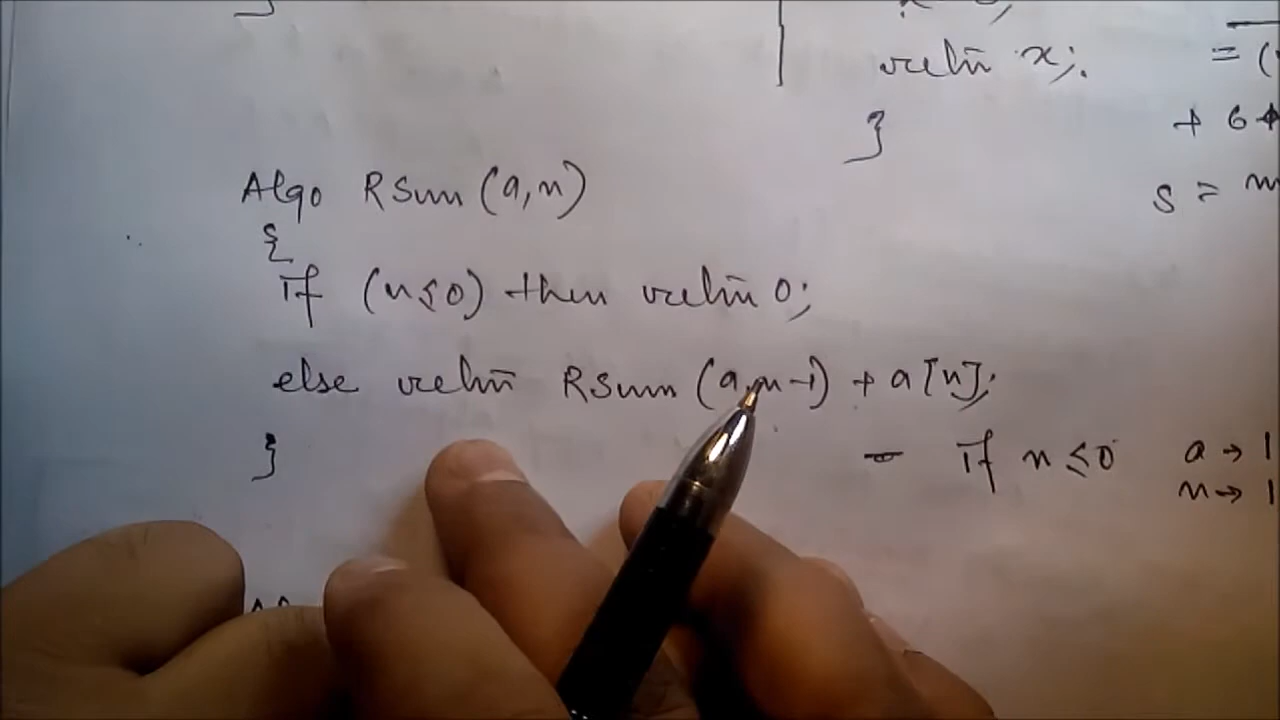 }
return x;
}
= (
+ 6 +
s = m
Algo RSum (a,n)
{
if (n ≤ 0) then return 0;
else return RSum (a,n-1) + a[n];
}
- if n ≤ 0
a → 1
n → 1